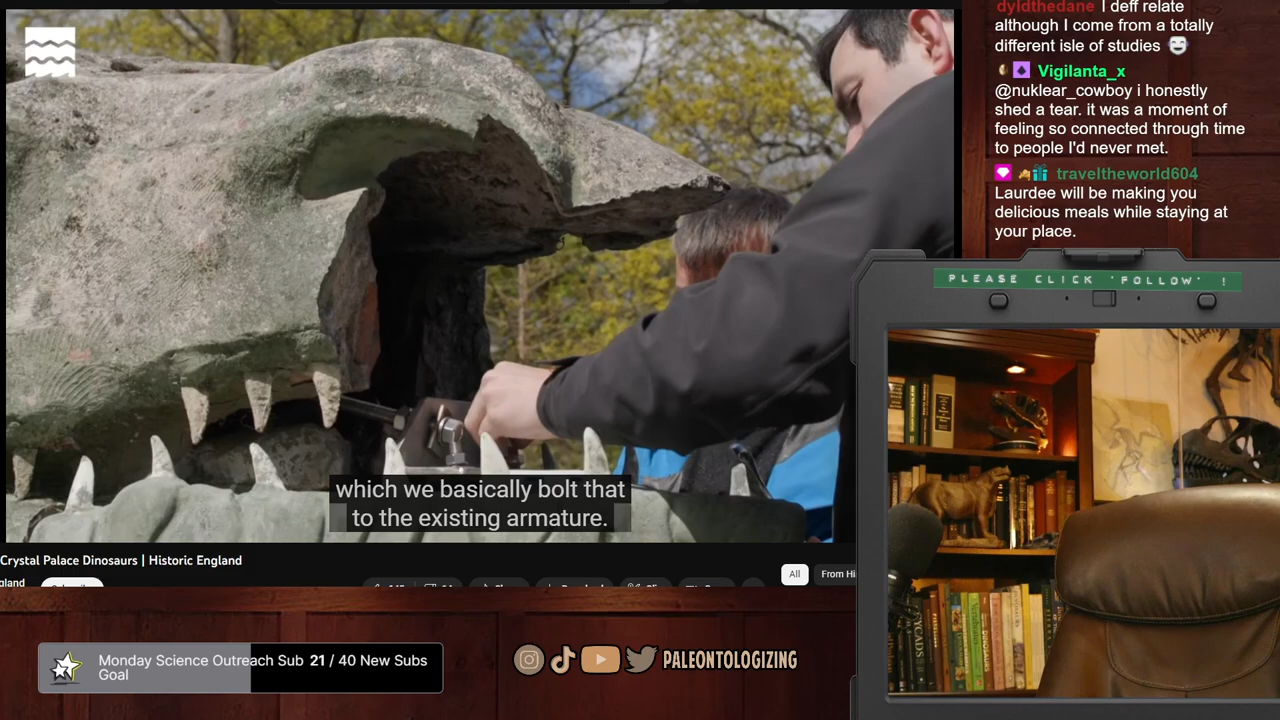 dyldthedane I deff relate
although I come from a totally
different isle of studies
Vigilanta_x
@nuklear_cowboy i honestly
shed a tear. it was a moment of
feeling so connected through time
to people I'd never met.
traveltheworld604
Laurdee will be making you
delicious meals while staying at
your place.
PLEASE CLICK 'FOLLOW' !
which we basically bolt that
to the existing armature.
Crystal Palace Dinosaurs | Historic England
All
From Hi
Monday Science Outreach Sub 21 / 40 New Subs
Goal
PALEONTOLOGIZING
CYCADS